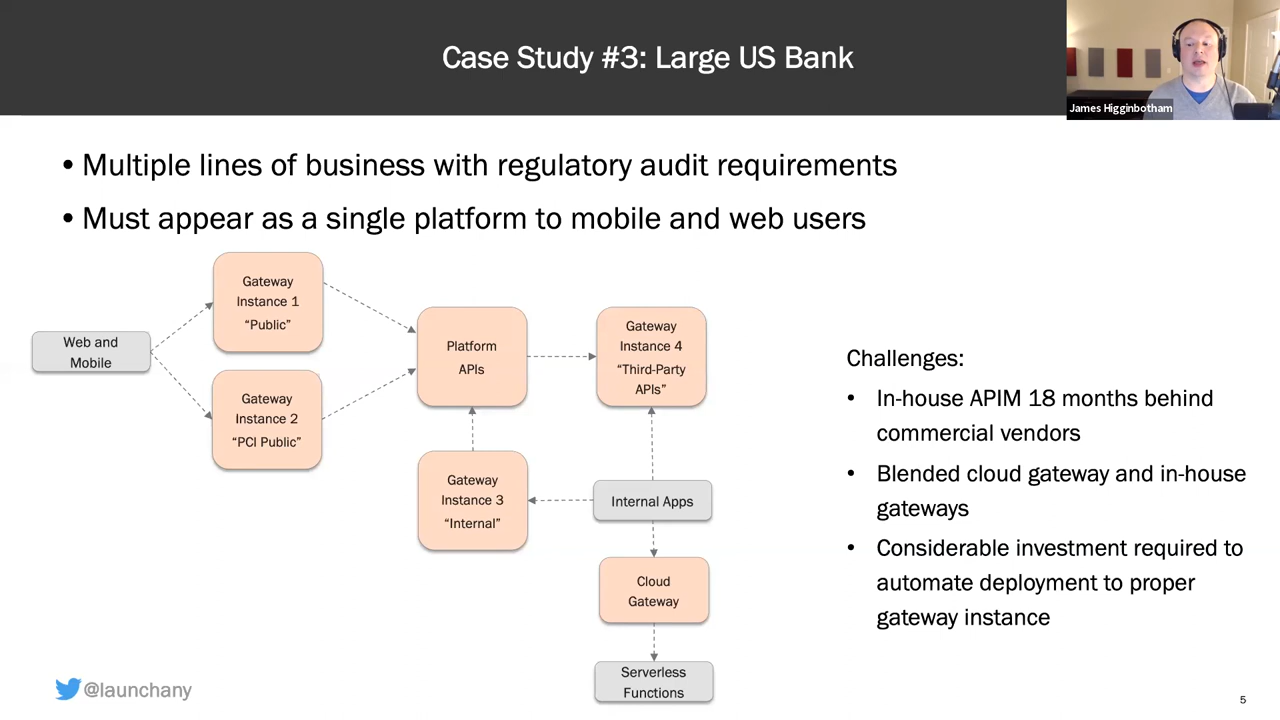 Case Study #3: Large US Bank
James Higginbotham
• Multiple lines of business with regulatory audit requirements
• Must appear as a single platform to mobile and web users
Web and
Mobile
Gateway
Instance 1
“Public”
Gateway
Instance 2
“PCI Public”
Platform
APIs
Gateway
Instance 4
“Third-Party
APIs”
Gateway
Instance 3
“Internal”
Internal Apps
Cloud
Gateway
Serverless
Functions
Challenges:
• In-house APIM 18 months behind
commercial vendors
• Blended cloud gateway and in-house
gateways
• Considerable investment required to
automate deployment to proper
gateway instance
@launchany
5